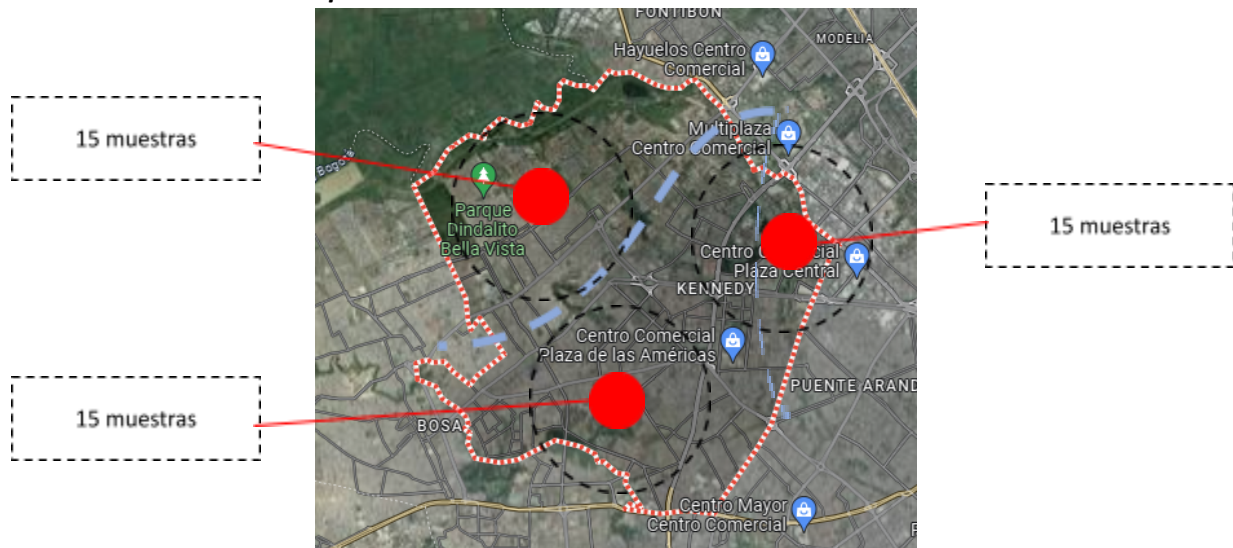 FONTIBON
MODELIA
Hayuelos Centro
Comercial
15 muestras
Multiplaza
Centro Comercial
Bogotá
Parque
Dindalito
Bella Vista
15 muestras
Centro Comercial
Plaza Central
KENNEDY
Centro Comercial
Plaza de las Américas
PUENTE ARAND
15 muestras
BOSA
Centro Mayor
Centro Comercial